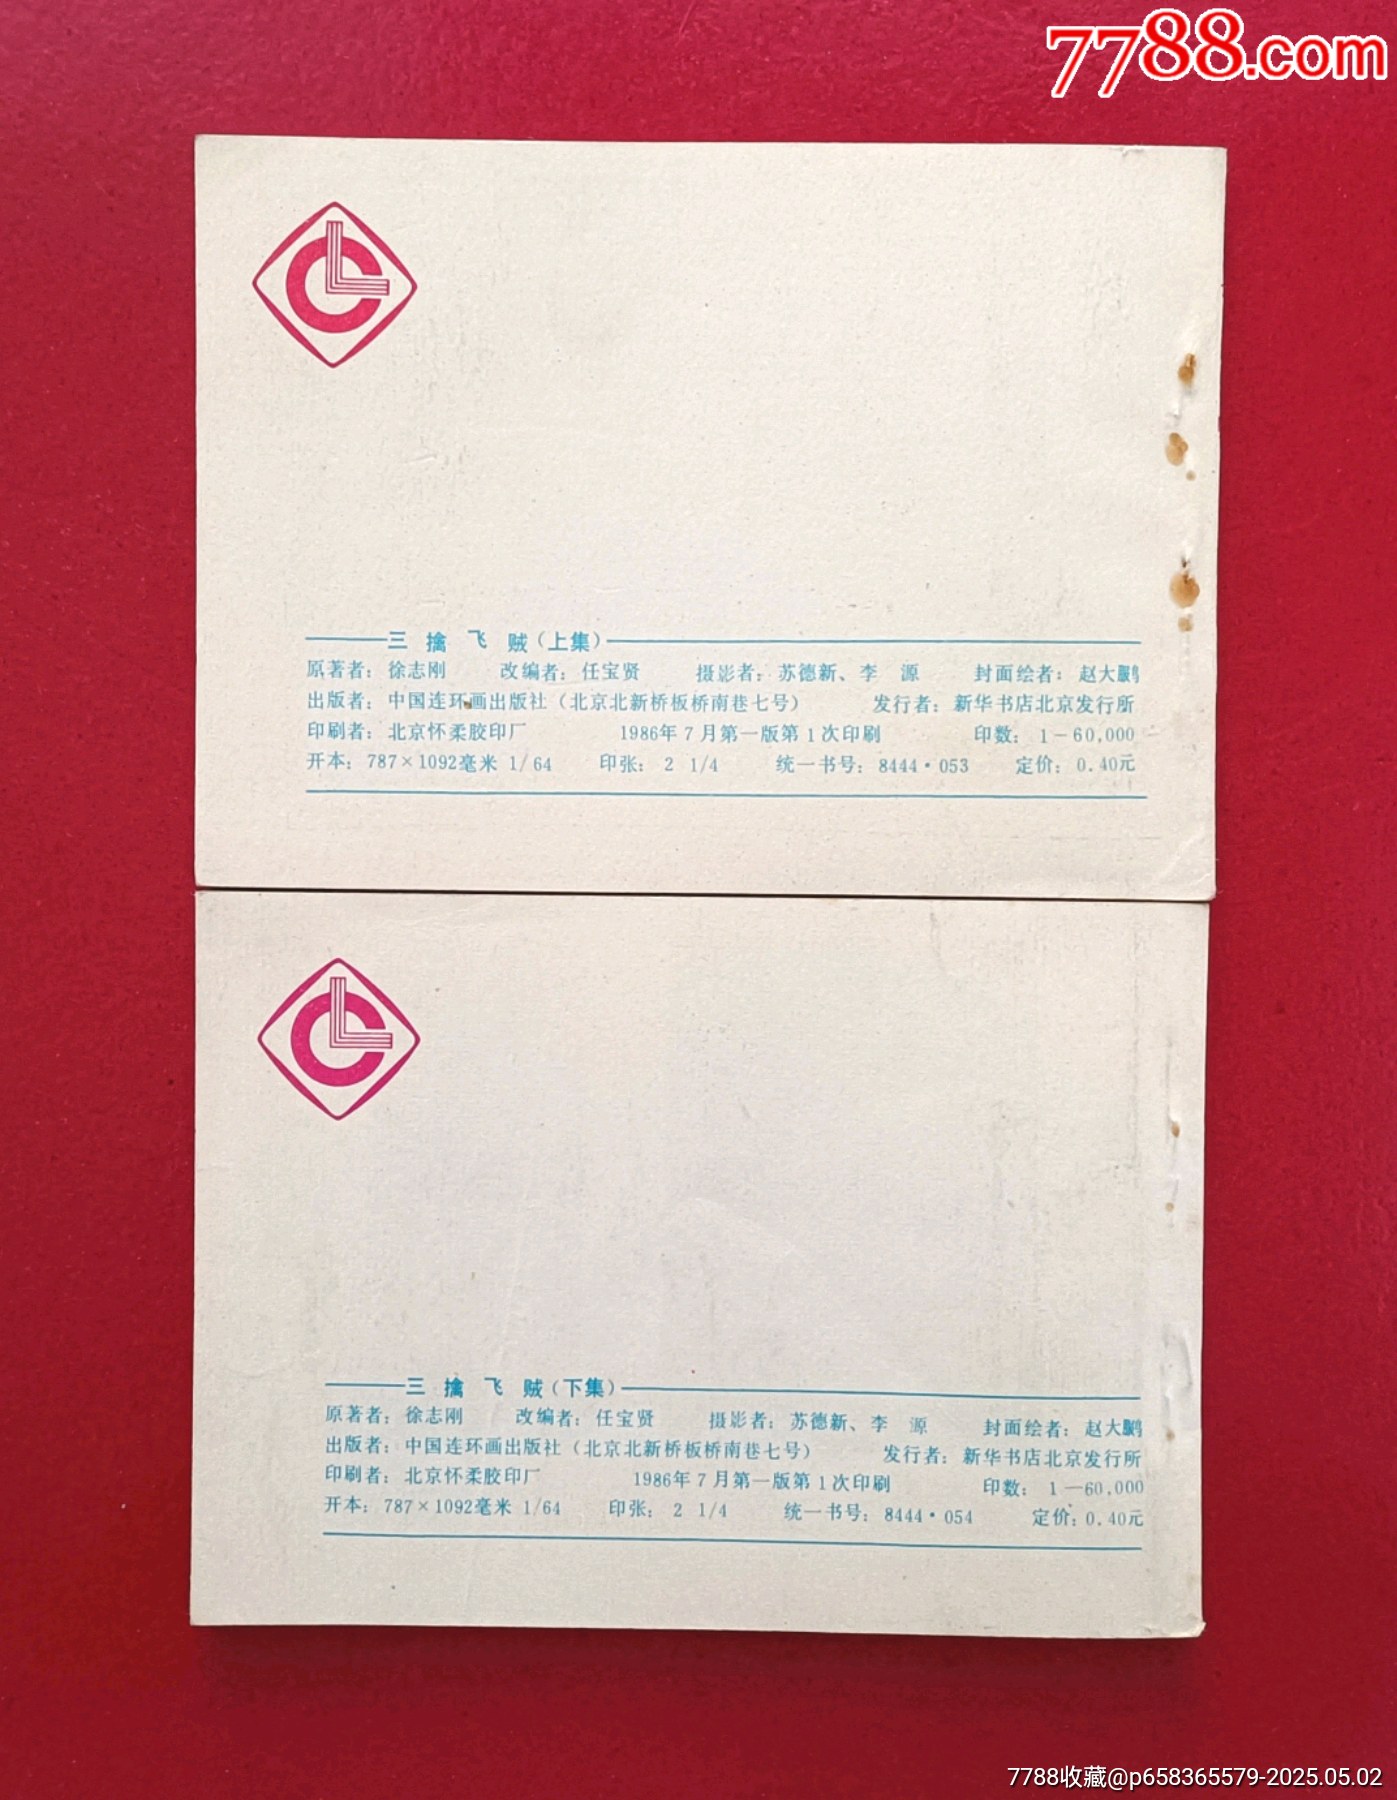 7788.com
三擒飞贼（上集）
原著者：徐志刚 改编者：任宝贤 摄影者：苏德新、李源 封面绘者：赵大鹏
出版者：中国连环画出版社（北京北新桥板桥南巷七号） 发行者：新华书店北京发行所
印刷者：北京怀柔胶印厂 1986年7月第一版第1次印刷 印数：1－60,000
开本：787×1092毫米 1/64 印张：2 1/4 统一书号：8444·053 定价：0.40元
三擒飞贼（下集）
原著者：徐志刚 改编者：任宝贤 摄影者：苏德新、李源 封面绘者：赵大鹏
出版者：中国连环画出版社（北京北新桥板桥南巷七号） 发行者：新华书店北京发行所
印刷者：北京怀柔胶印厂 1986年7月第一版第1次印刷 印数：1－60,000
开本：787×1092毫米 1/64 印张：2 1/4 统一书号：8444·054 定价：0.40元
7788收藏@p658365579-2025.05.02